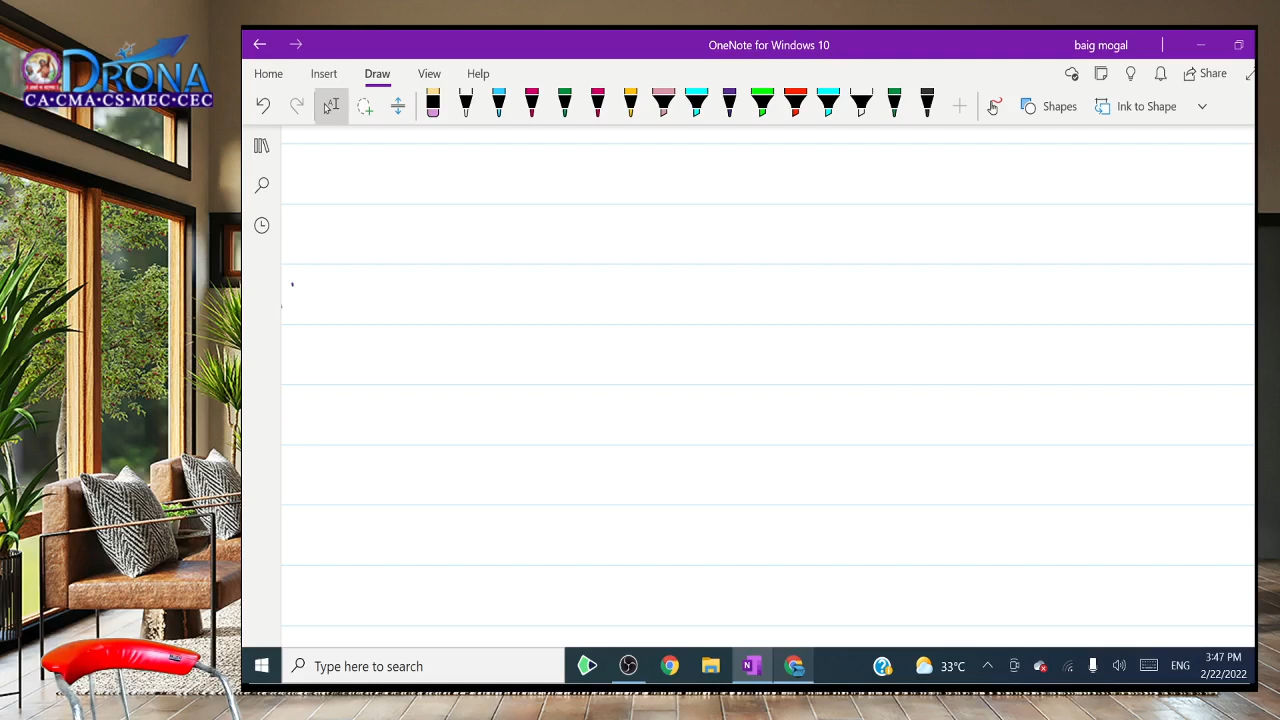 DRONA
CA•CMA•CS•MEC•CEC
OneNote for Windows 10
baig mogal
Home
Insert
Draw
View
Help
Share
Shapes
Ink to Shape
Type here to search
33°C
ENG
3:47 PM
2/22/2022